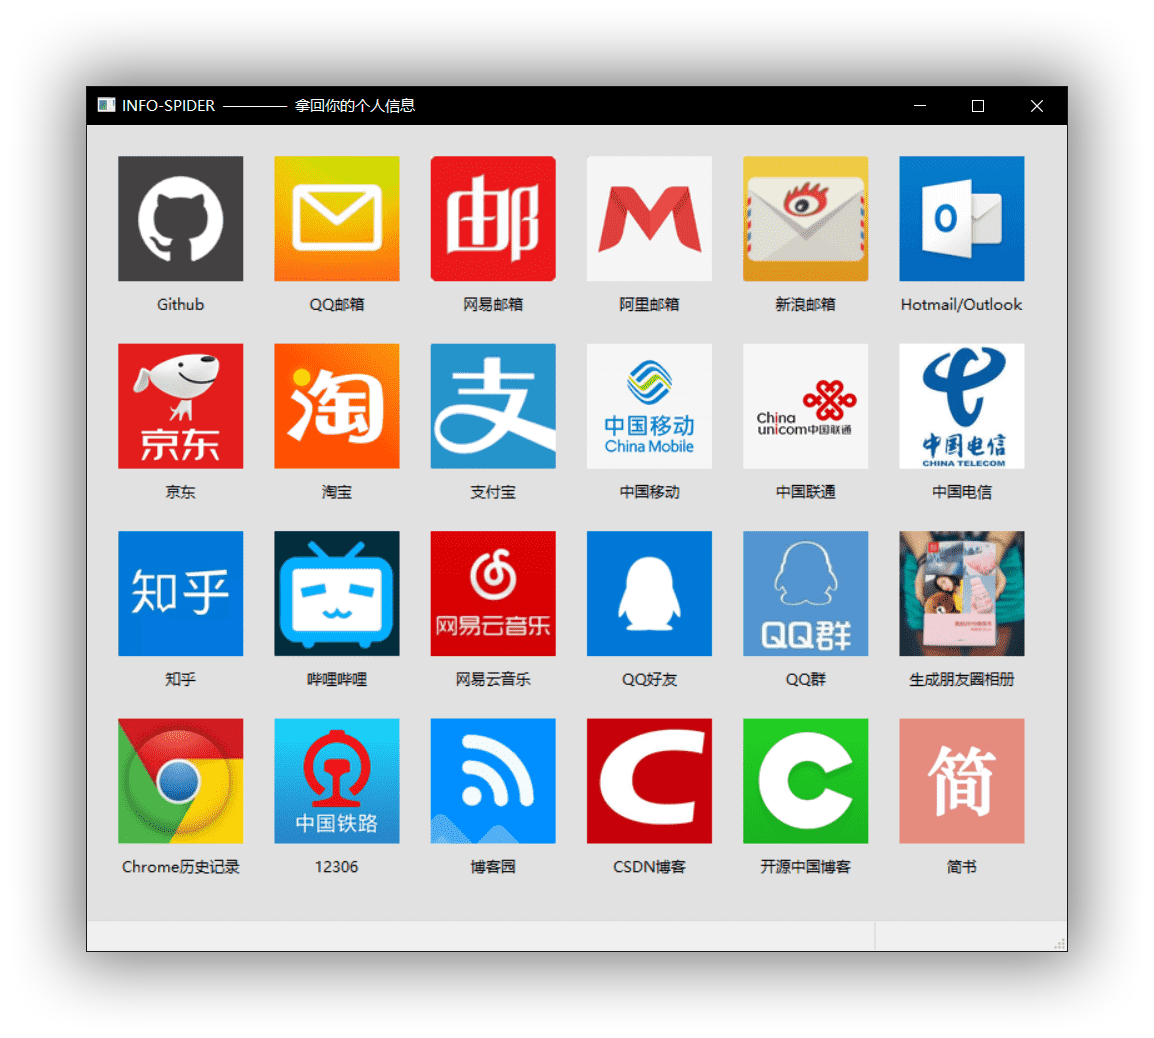 INFO-SPIDER ———— 拿回你的个人信息
邮
O
Github
QQ邮箱
网易邮箱
阿里邮箱
新浪邮箱
Hotmail/Outlook
京东
淘
支
中国移动
China Mobile
China
unicom中国联通
中国电信
CHINA TELECOM
京东
淘宝
支付宝
中国移动
中国联通
中国电信
知乎
网易云音乐
QQ群
知乎
哔哩哔哩
网易云音乐
QQ好友
QQ群
生成朋友圈相册
中国铁路
C
C
简
Chrome历史记录
12306
博客园
CSDN博客
开源中国博客
简书